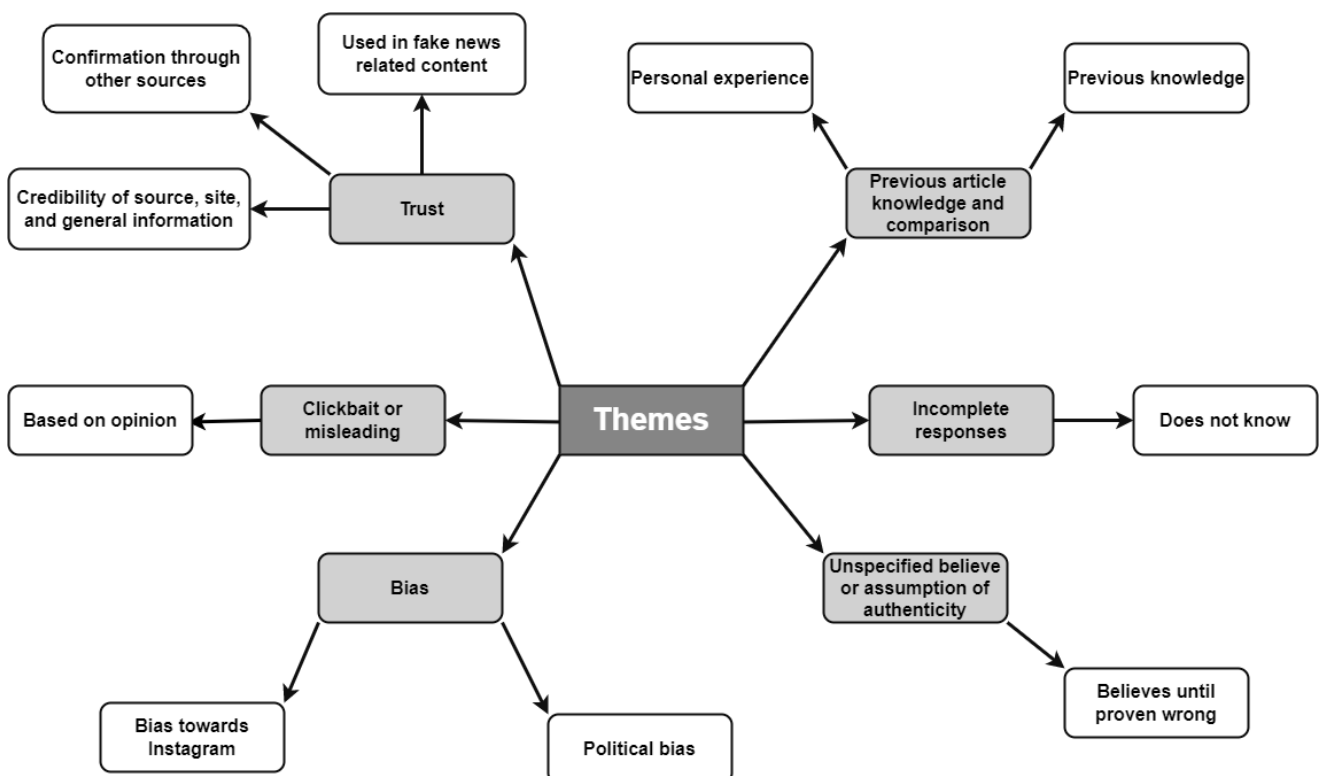 Confirmation through
other sources
Used in fake news
related content
Personal experience
Previous knowledge
Credibility of source, site,
and general information
Trust
Previous article
knowledge and
comparison
Based on opinion
Clickbait or
misleading
Themes
Incomplete
responses
Does not know
Bias
Unspecified believe
or assumption of
authenticity
Bias towards
Instagram
Political bias
Believes until
proven wrong